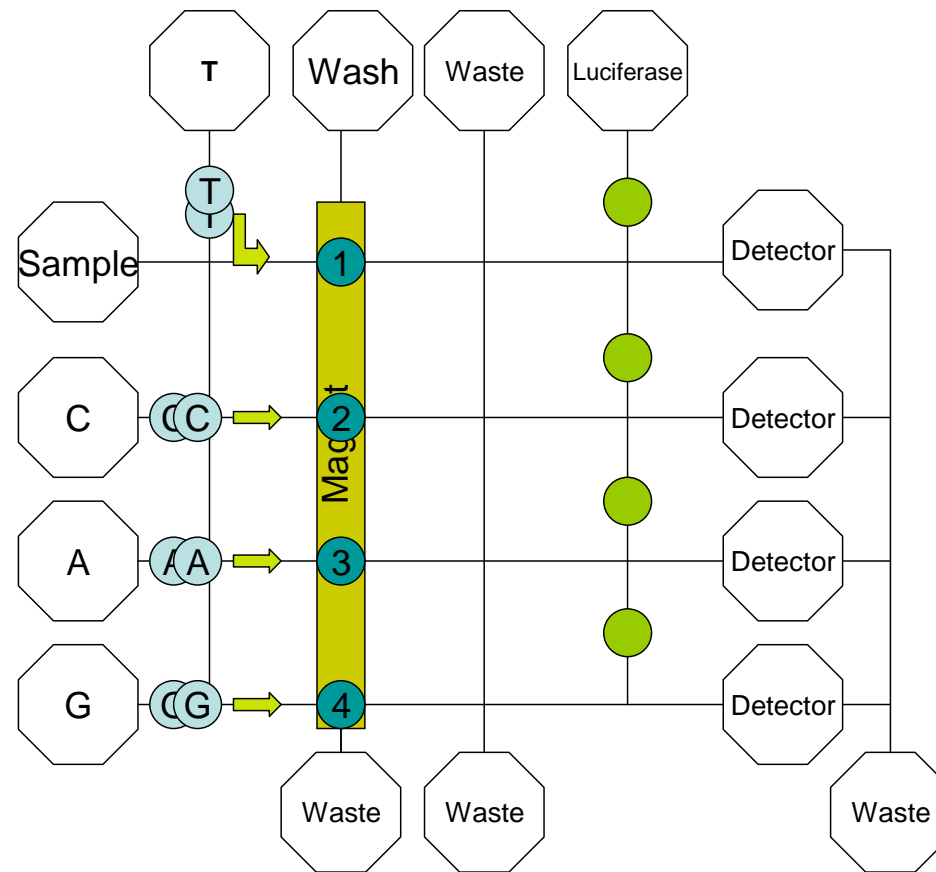 T
Wash
Waste
Luciferase
T
T
Sample
1
Detector
C
C
C
2
Detector
Magnet
A
A
A
3
Detector
G
G
G
4
Detector
Waste
Waste
Waste